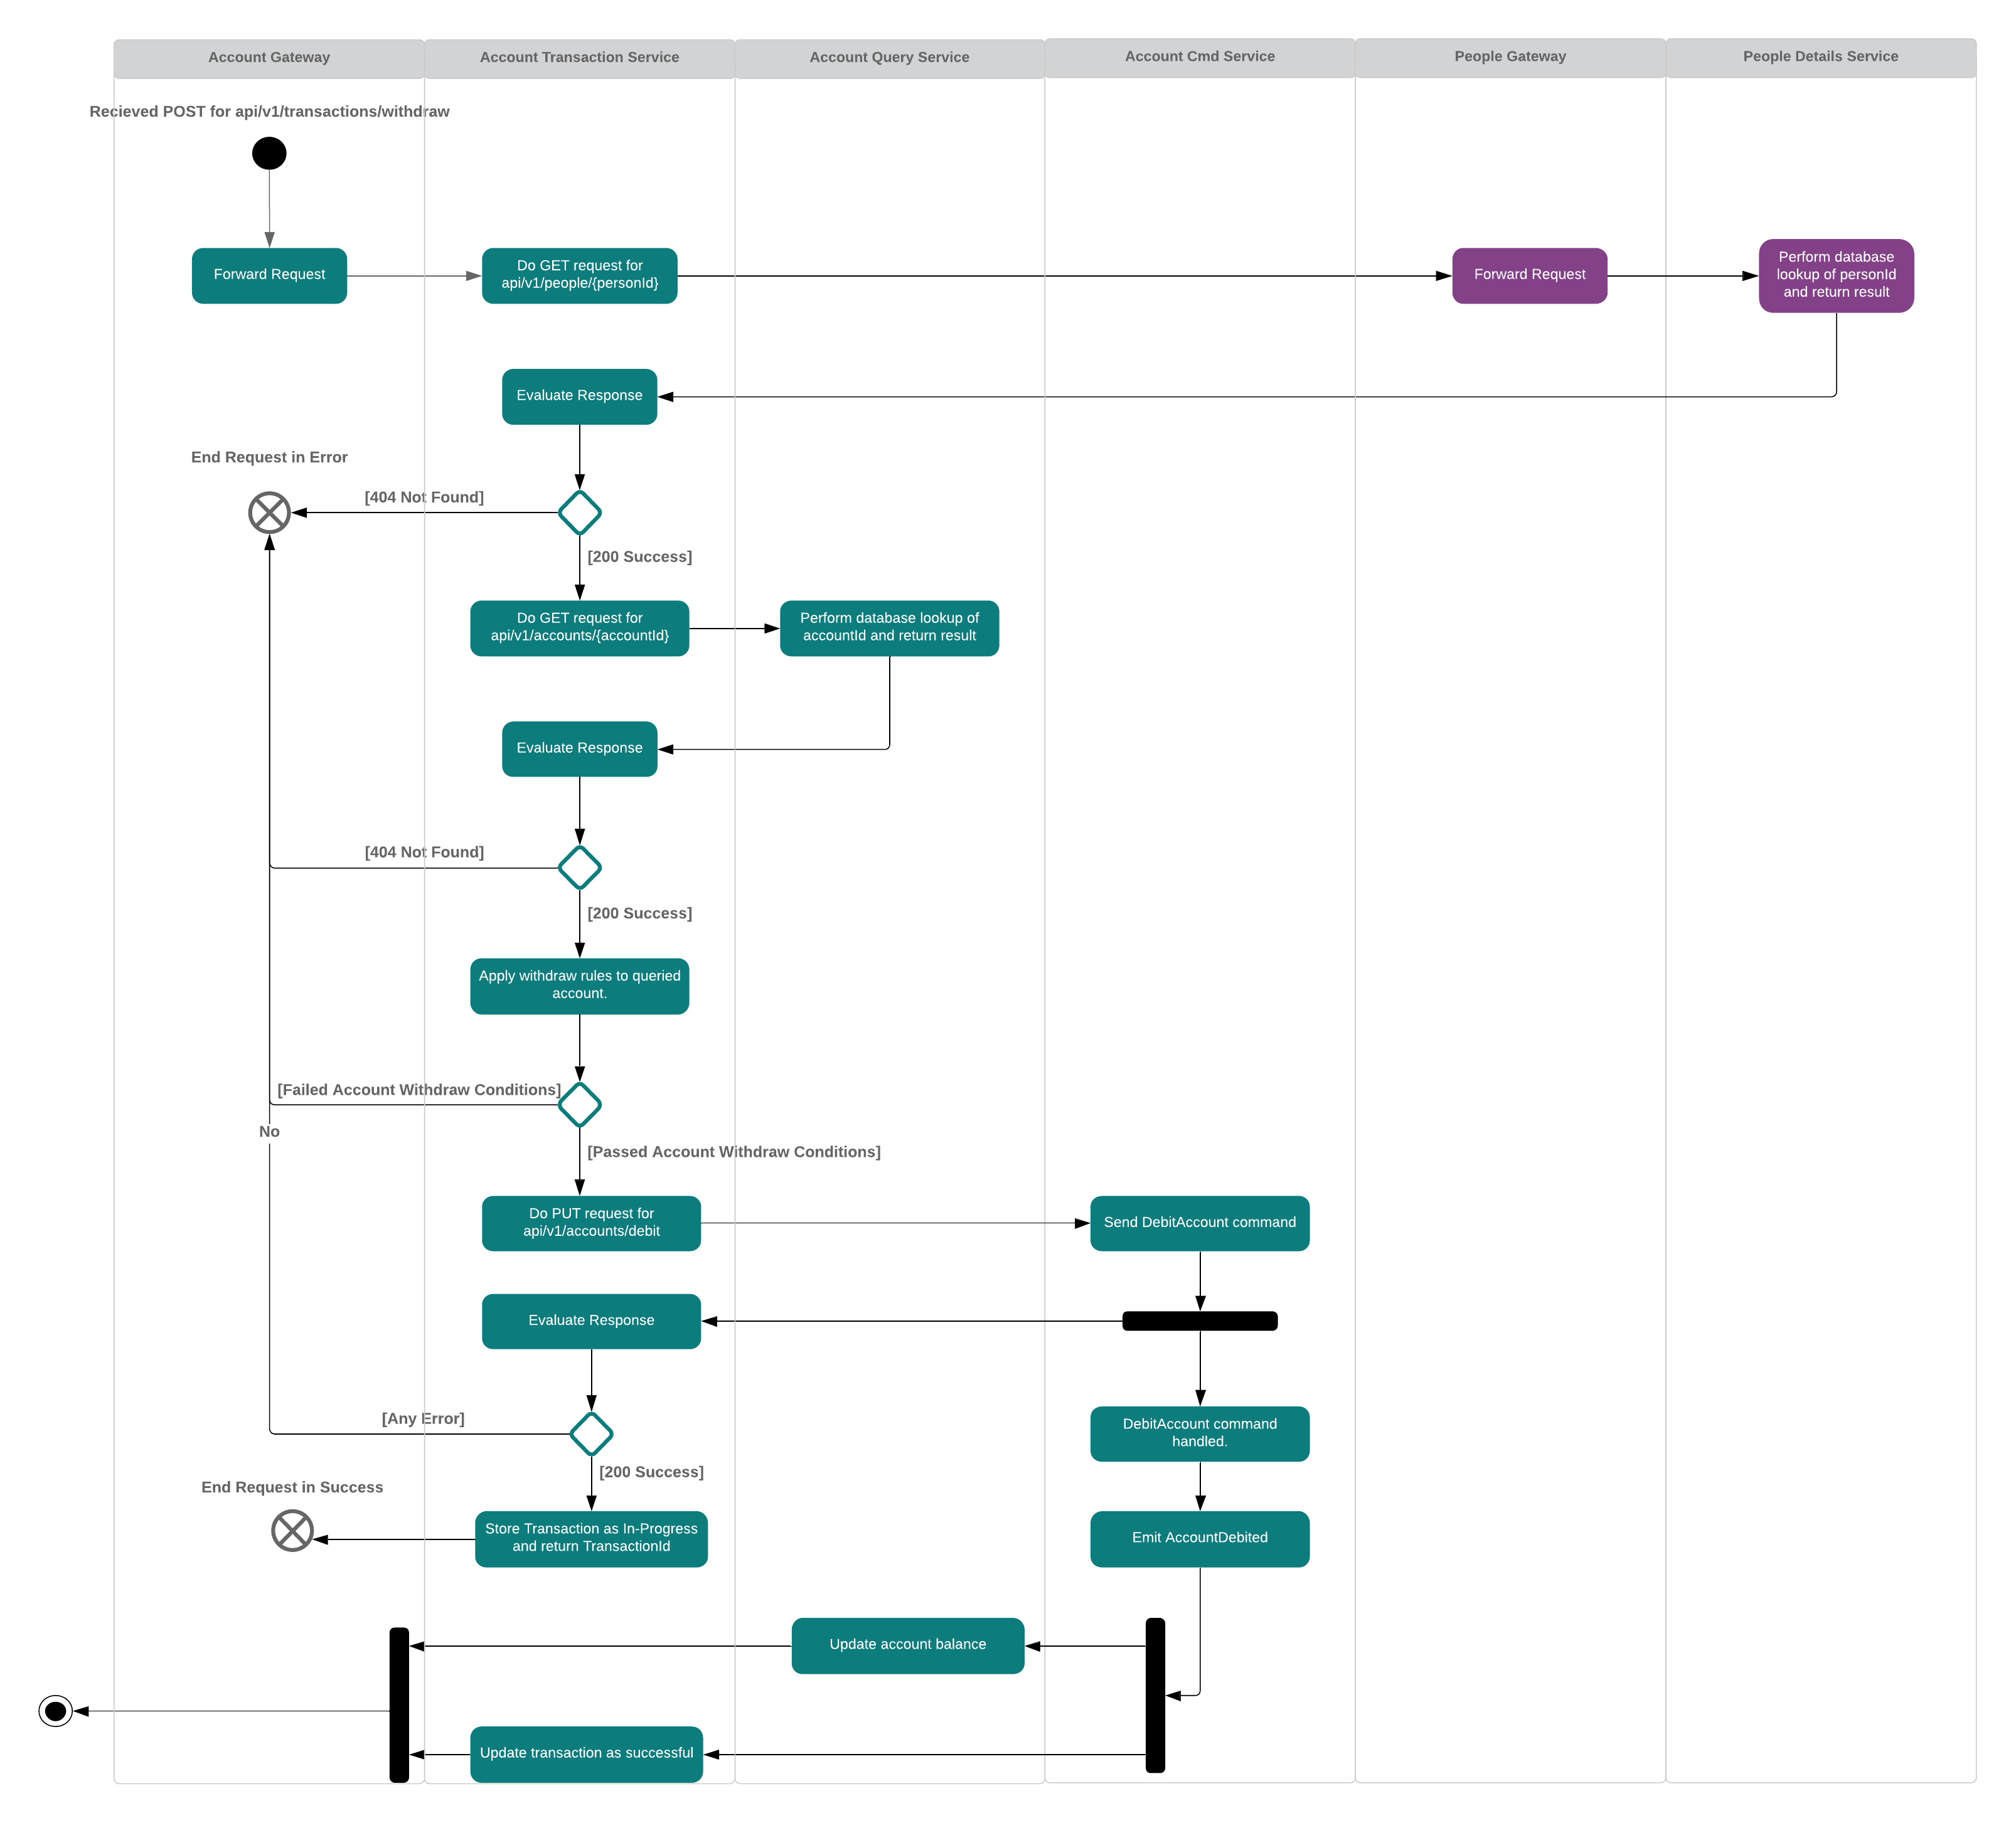 Account Gateway
Account Transaction Service
Account Query Service
Account Cmd Service
People Gateway
People Details Service
Recieved POST for api/v1/transactions/withdraw
Forward Request
Do GET request for
api/v1/people/{personId}
Forward Request
Perform database
lookup of personId
and return result
Evaluate Response
End Request in Error
[404 Not Found]
[200 Success]
Do GET request for
api/v1/accounts/{accountId}
Perform database lookup of
accountId and return result
Evaluate Response
[404 Not Found]
[200 Success]
Apply withdraw rules to queried
account.
[Failed Account Withdraw Conditions]
No
[Passed Account Withdraw Conditions]
Do PUT request for
api/v1/accounts/debit
Send DebitAccount command
Evaluate Response
[Any Error]
DebitAccount command
handled.
[200 Success]
End Request in Success
Store Transaction as In-Progress
and return TransactionId
Emit AccountDebited
Update account balance
Update transaction as successful